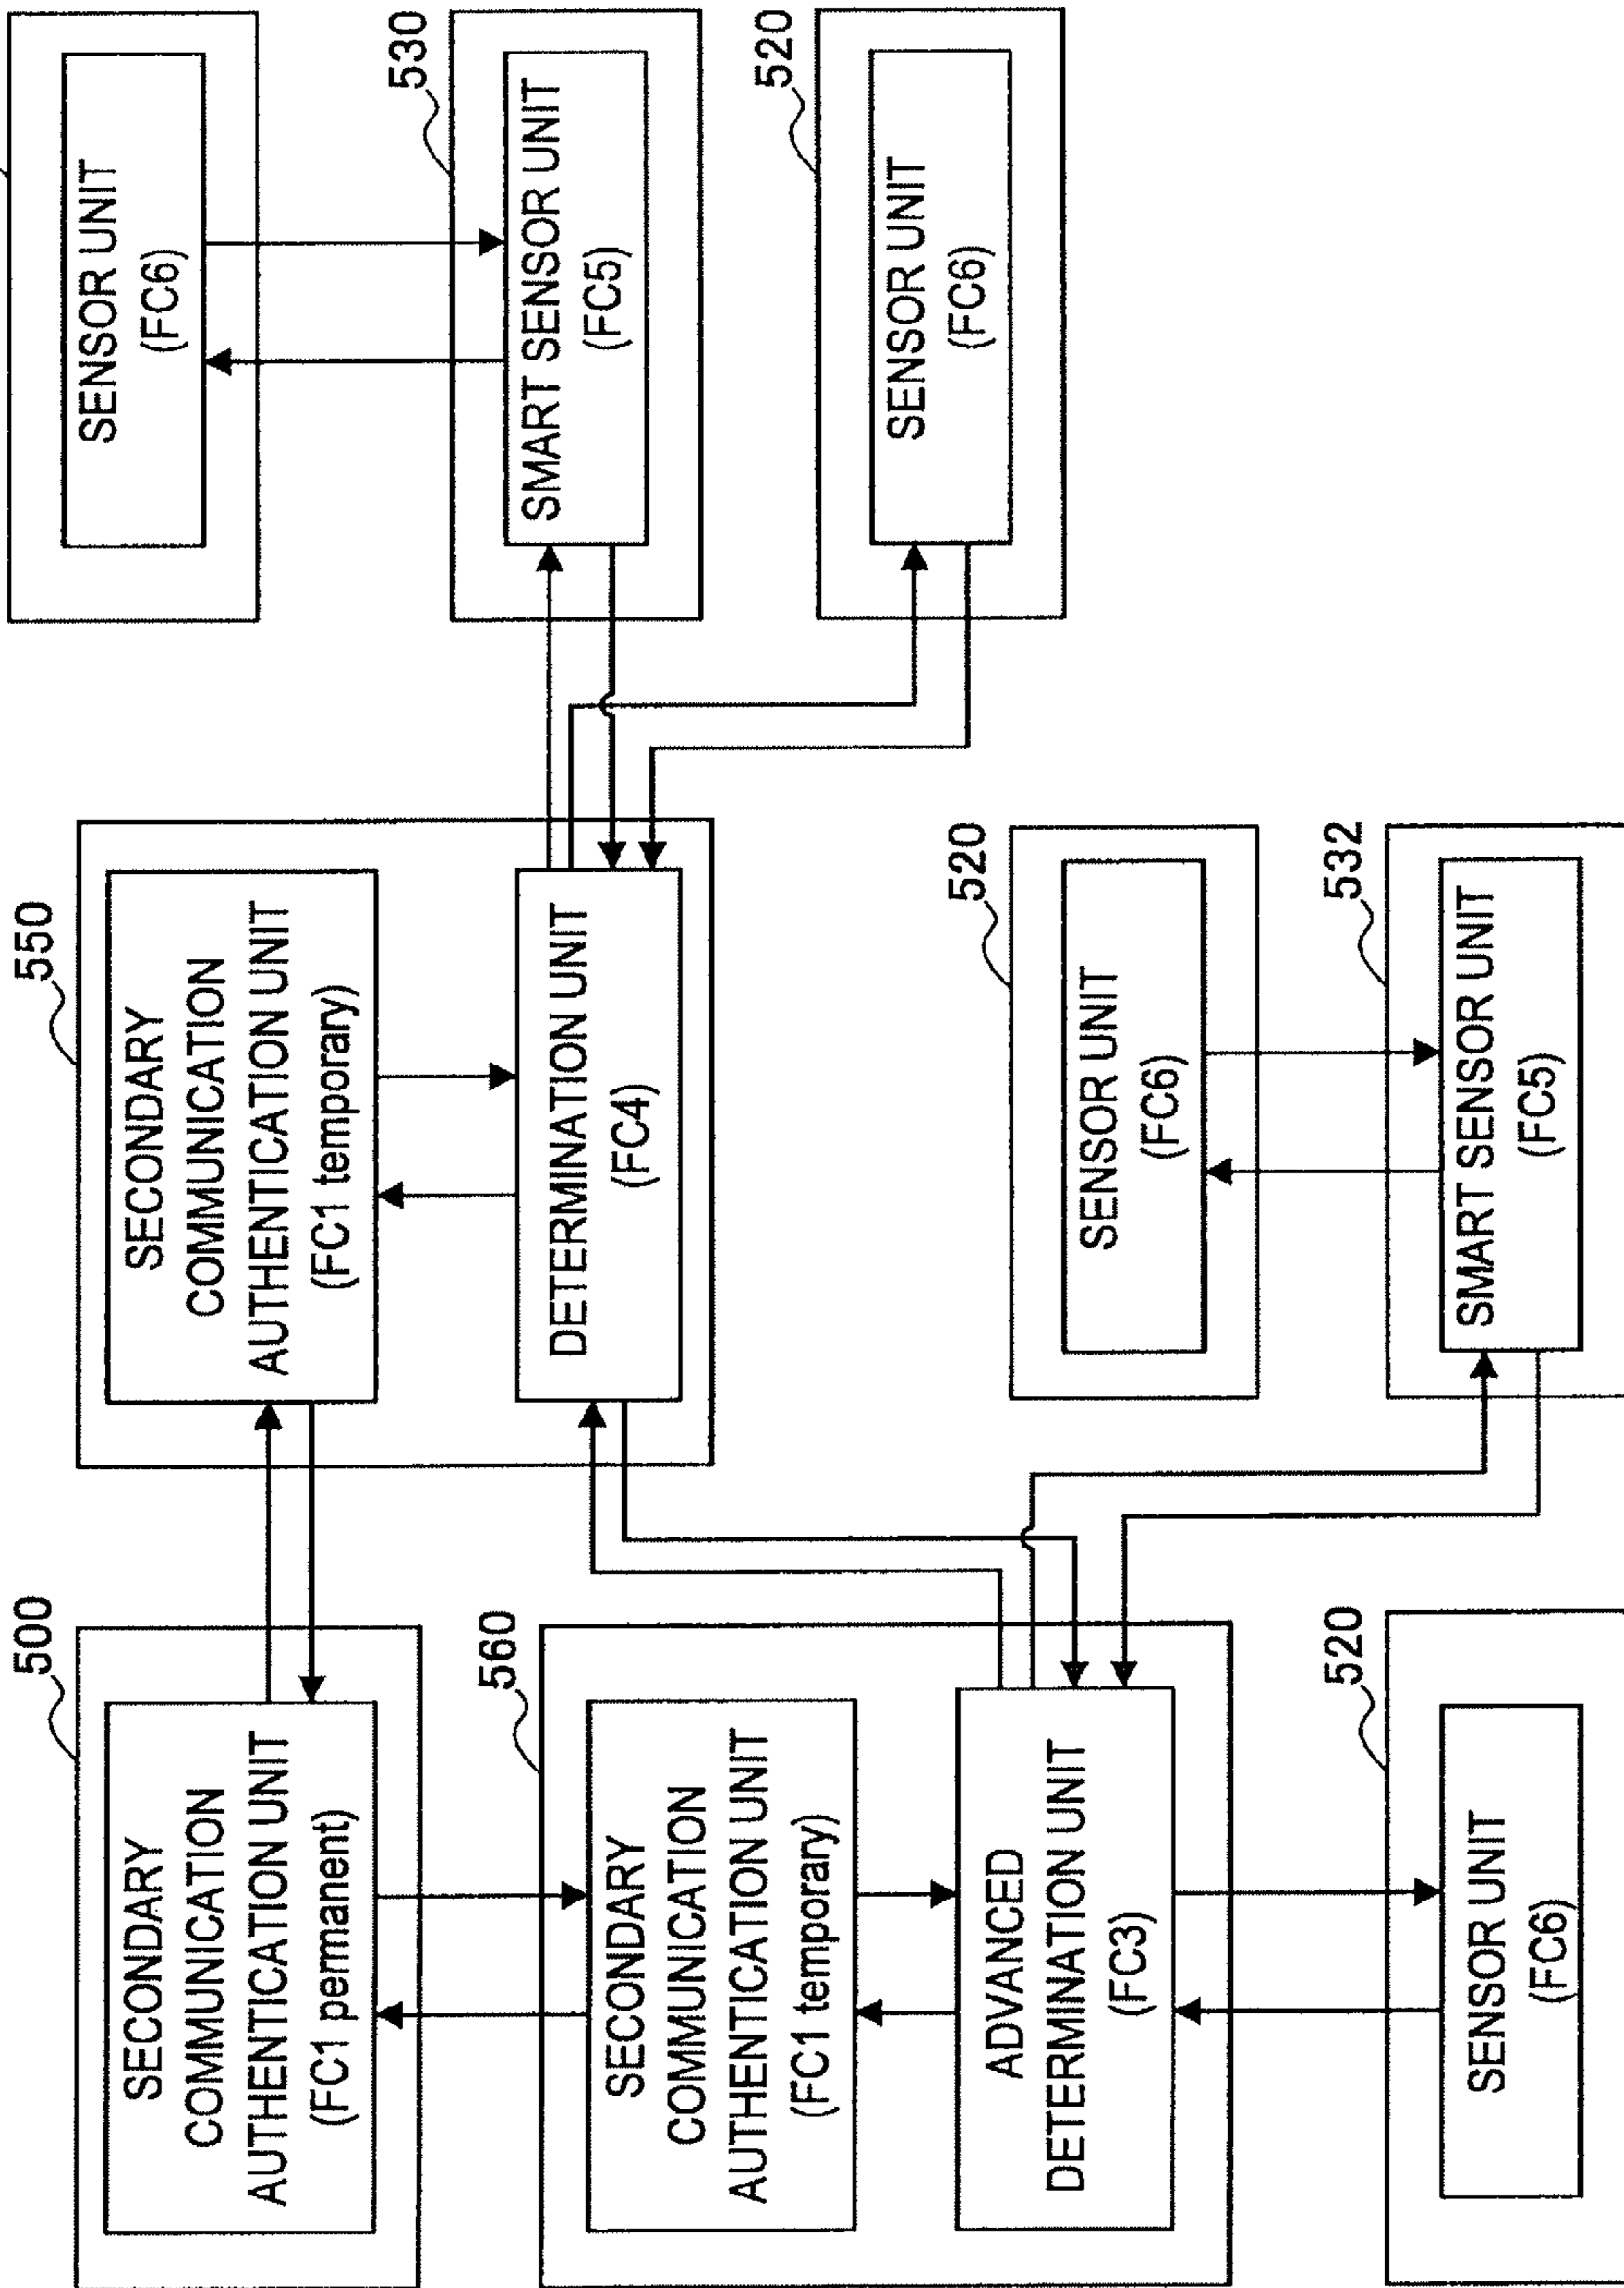 500
SECONDARY
COMMUNICATION
AUTHENTICATION UNIT
(FC1 permanent)
550
SECONDARY
COMMUNICATION
AUTHENTICATION UNIT
(FC1 temporary)
DETERMINATION UNIT
(FC4)
SENSOR UNIT
(FC6)
530
SMART SENSOR UNIT
(FC5)
520
SENSOR UNIT
(FC6)
560
SECONDARY
COMMUNICATION
AUTHENTICATION UNIT
(FC1 temporary)
ADVANCED
DETERMINATION UNIT
(FC3)
520
SENSOR UNIT
(FC6)
532
SMART SENSOR UNIT
(FC5)
520
SENSOR UNIT
(FC6)